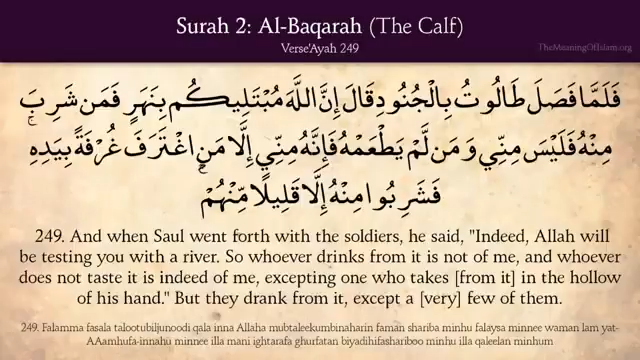 Surah 2: Al-Baqarah (The Calf)
Verse'Ayah 249
TheMeaningOfIslam.org
فَلَمَّا فَصَلَ طَالُوتُ بِالْجُنُودِ قَالَ إِنَّ اللَّهَ مُبْتَلِيكُم بِنَهَرٍ فَمَن شَرِبَ
مِنْهُ فَلَيْسَ مِنِّي وَمَن لَّمْ يَطْعَمْهُ فَإِنَّهُ مِنِّي إِلَّا مَنِ اغْتَرَفَ غُرْفَةً بِيَدِهِ ۚ
فَشَرِبُوا مِنْهُ إِلَّا قَلِيلًا مِّنْهُمْ ۚ
249. And when Saul went forth with the soldiers, he said, "Indeed, Allah will
be testing you with a river. So whoever drinks from it is not of me, and whoever
does not taste it is indeed of me, excepting one who takes [from it] in the hollow
of his hand." But they drank from it, except a [very] few of them.
249. Falamma fasala talootubiljunoodi qala inna Allaha mubtaleekumbinaharin faman shariba minhu falaysa minnee waman lam yat-
AAamhufa-innahu minnee illa mani ightarafa ghurfatan biyadihifashariboo minhu illa qaleelan minhum